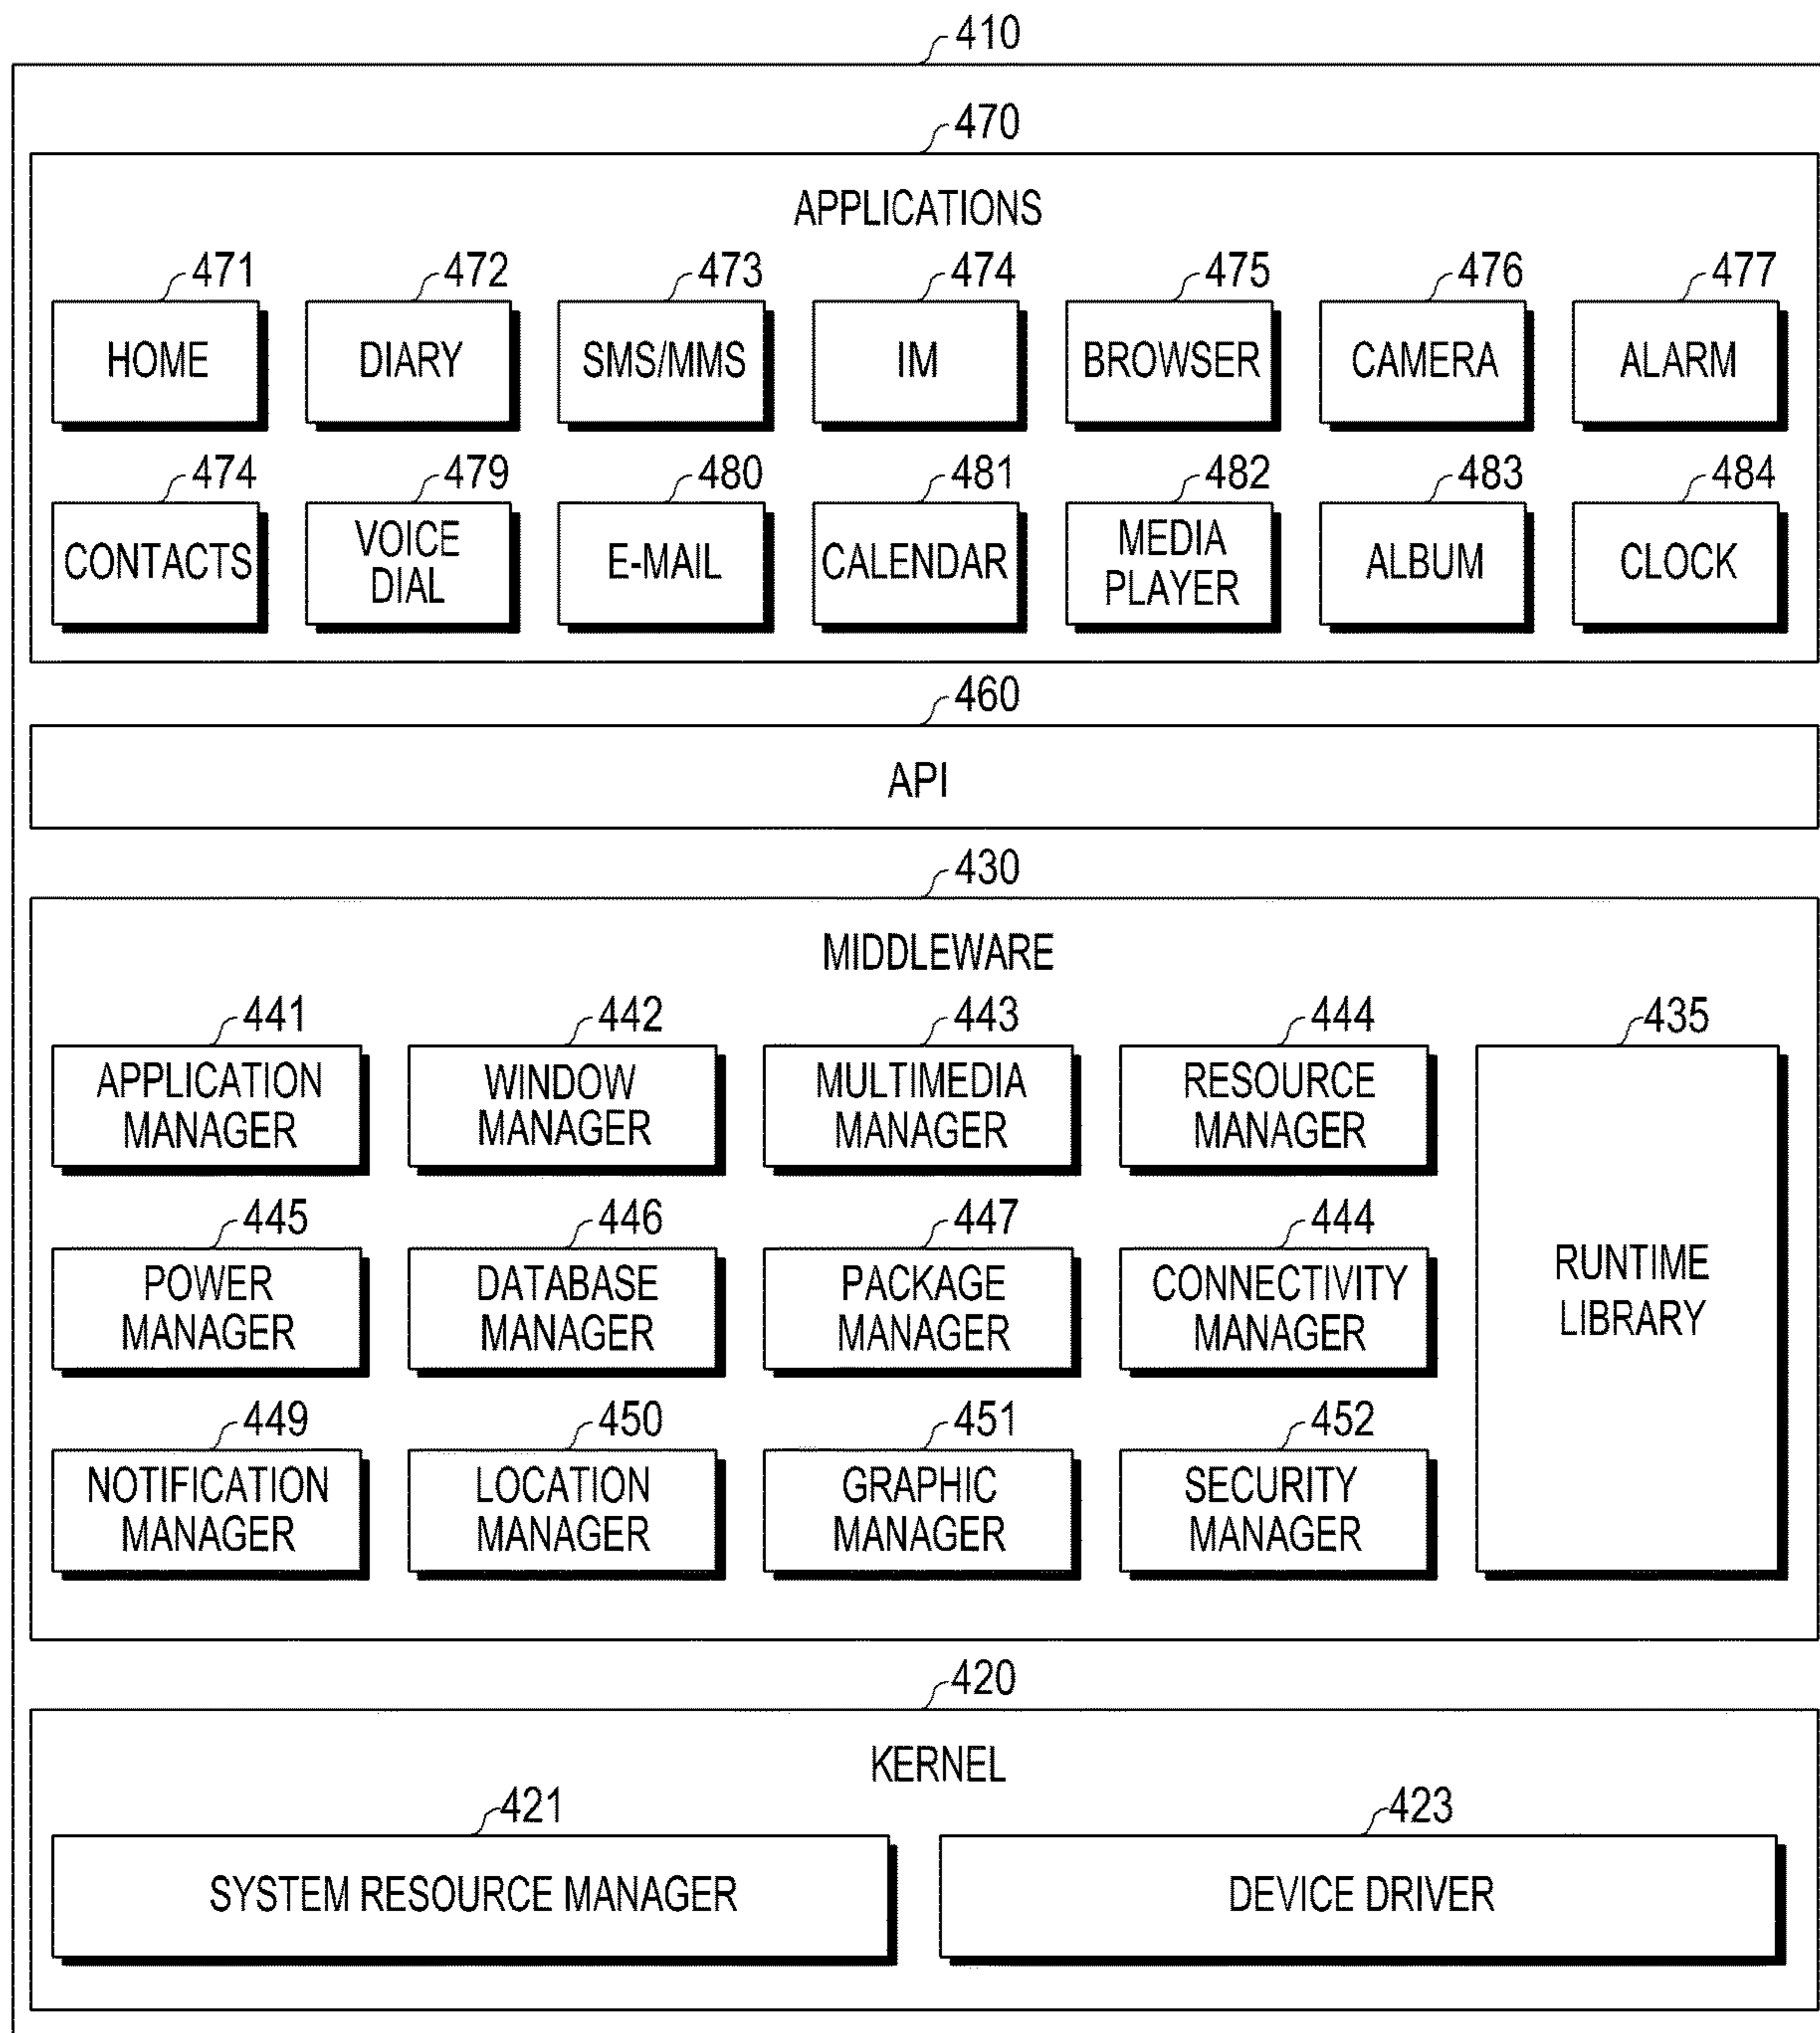 410
470
APPLICATIONS
471 472 473 474 475 476 477
HOME DIARY SMS/MMS IM BROWSER CAMERA ALARM
474 479 480 481 482 483 484
CONTACTS VOICE DIAL E-MAIL CALENDAR MEDIA PLAYER ALBUM CLOCK
460
API
430
MIDDLEWARE
441 442 443 444 435
APPLICATION MANAGER WINDOW MANAGER MULTIMEDIA MANAGER RESOURCE MANAGER
445 446 447 444
POWER MANAGER DATABASE MANAGER PACKAGE MANAGER CONNECTIVITY MANAGER RUNTIME LIBRARY
449 450 451 452
NOTIFICATION MANAGER LOCATION MANAGER GRAPHIC MANAGER SECURITY MANAGER
420
KERNEL
421 423
SYSTEM RESOURCE MANAGER DEVICE DRIVER